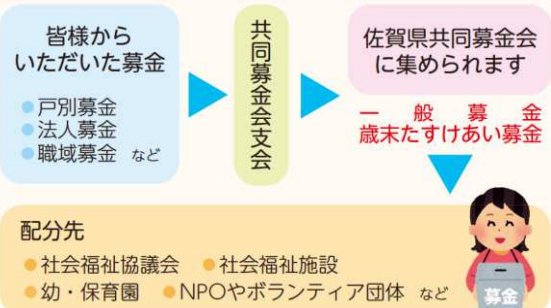 皆様から
いただいた募金
戸別募金
法人募金
職域募金 など
共同募金会支会
佐賀県共同募金会
に集められます
一般募金
歳末たすけあい募金
配分先
社会福祉協議会 社会福祉施設
幼・保育園 NPOやボランティア団体 など
募金